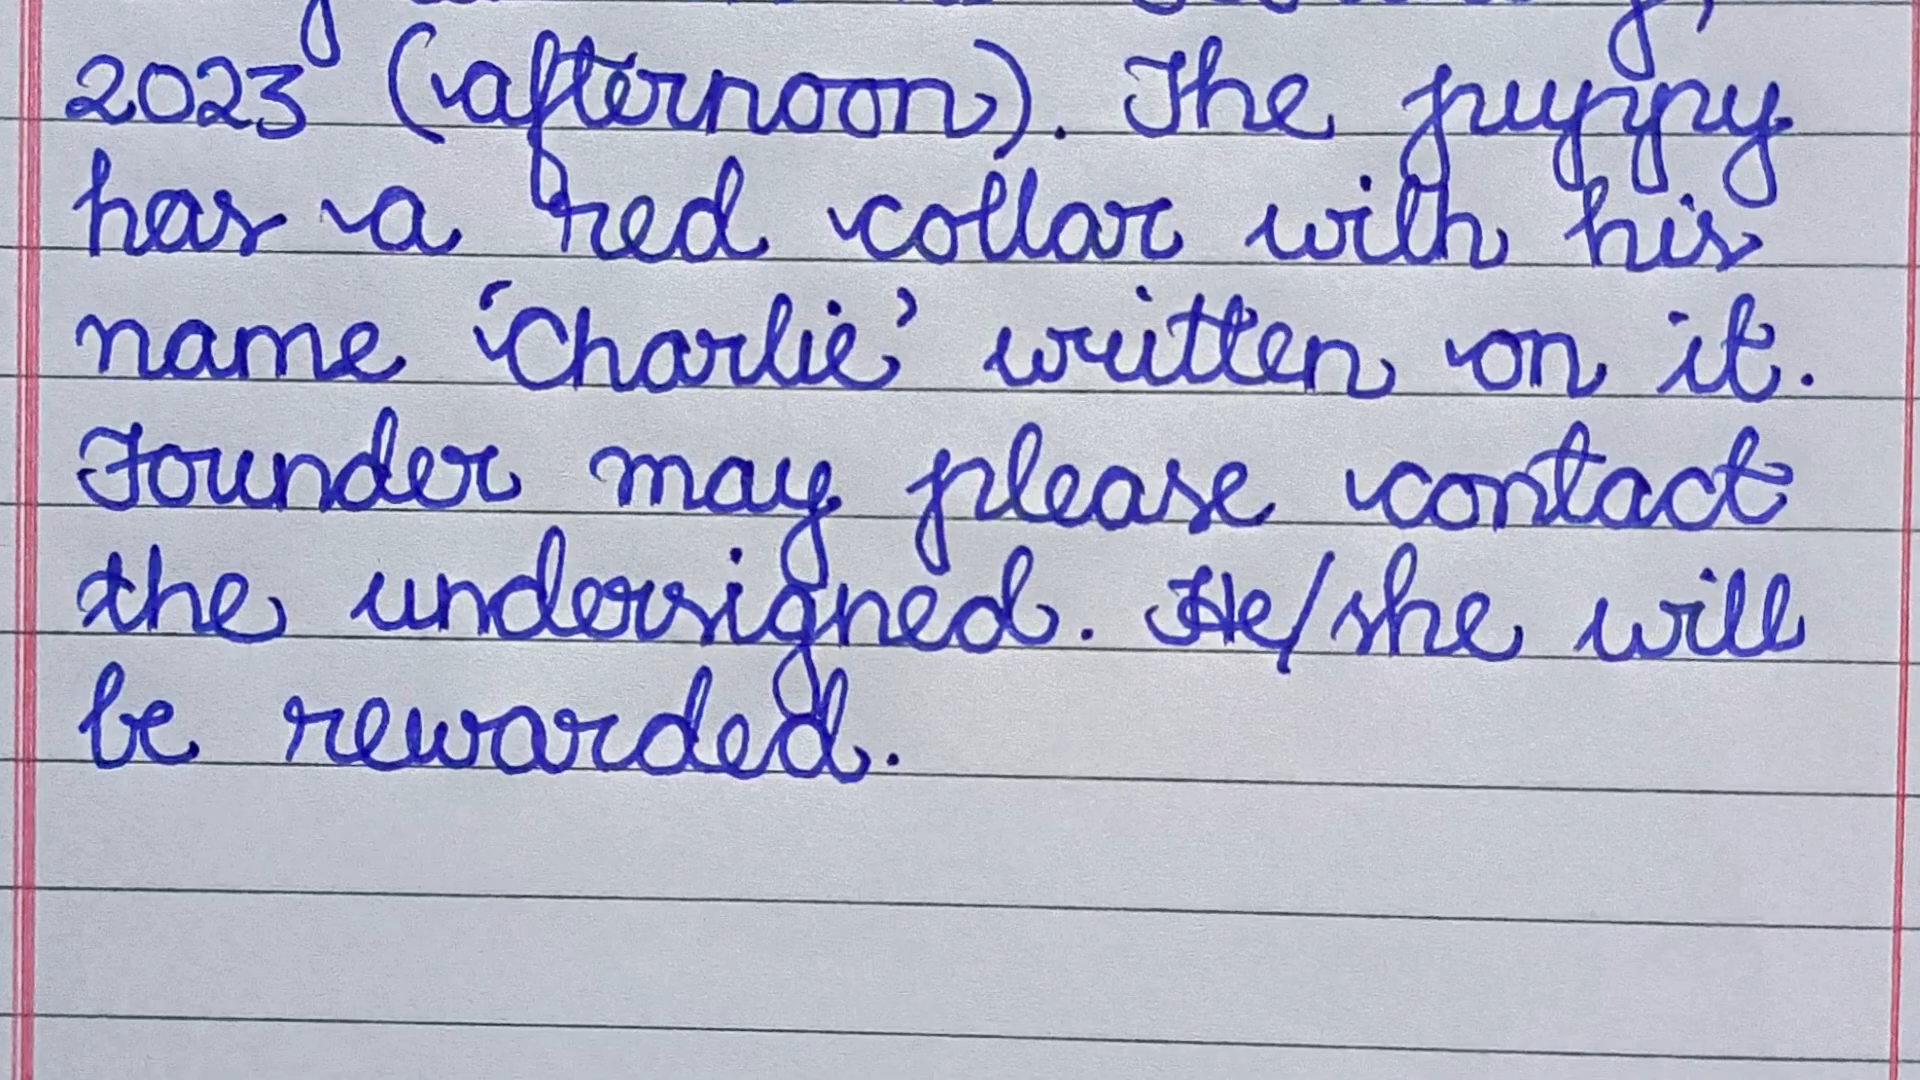 2023 (afternoon). The puppy
has a red collar with his
name 'Charlie' written on it.
Founder may please contact
the undersigned. He/she will
be rewarded.